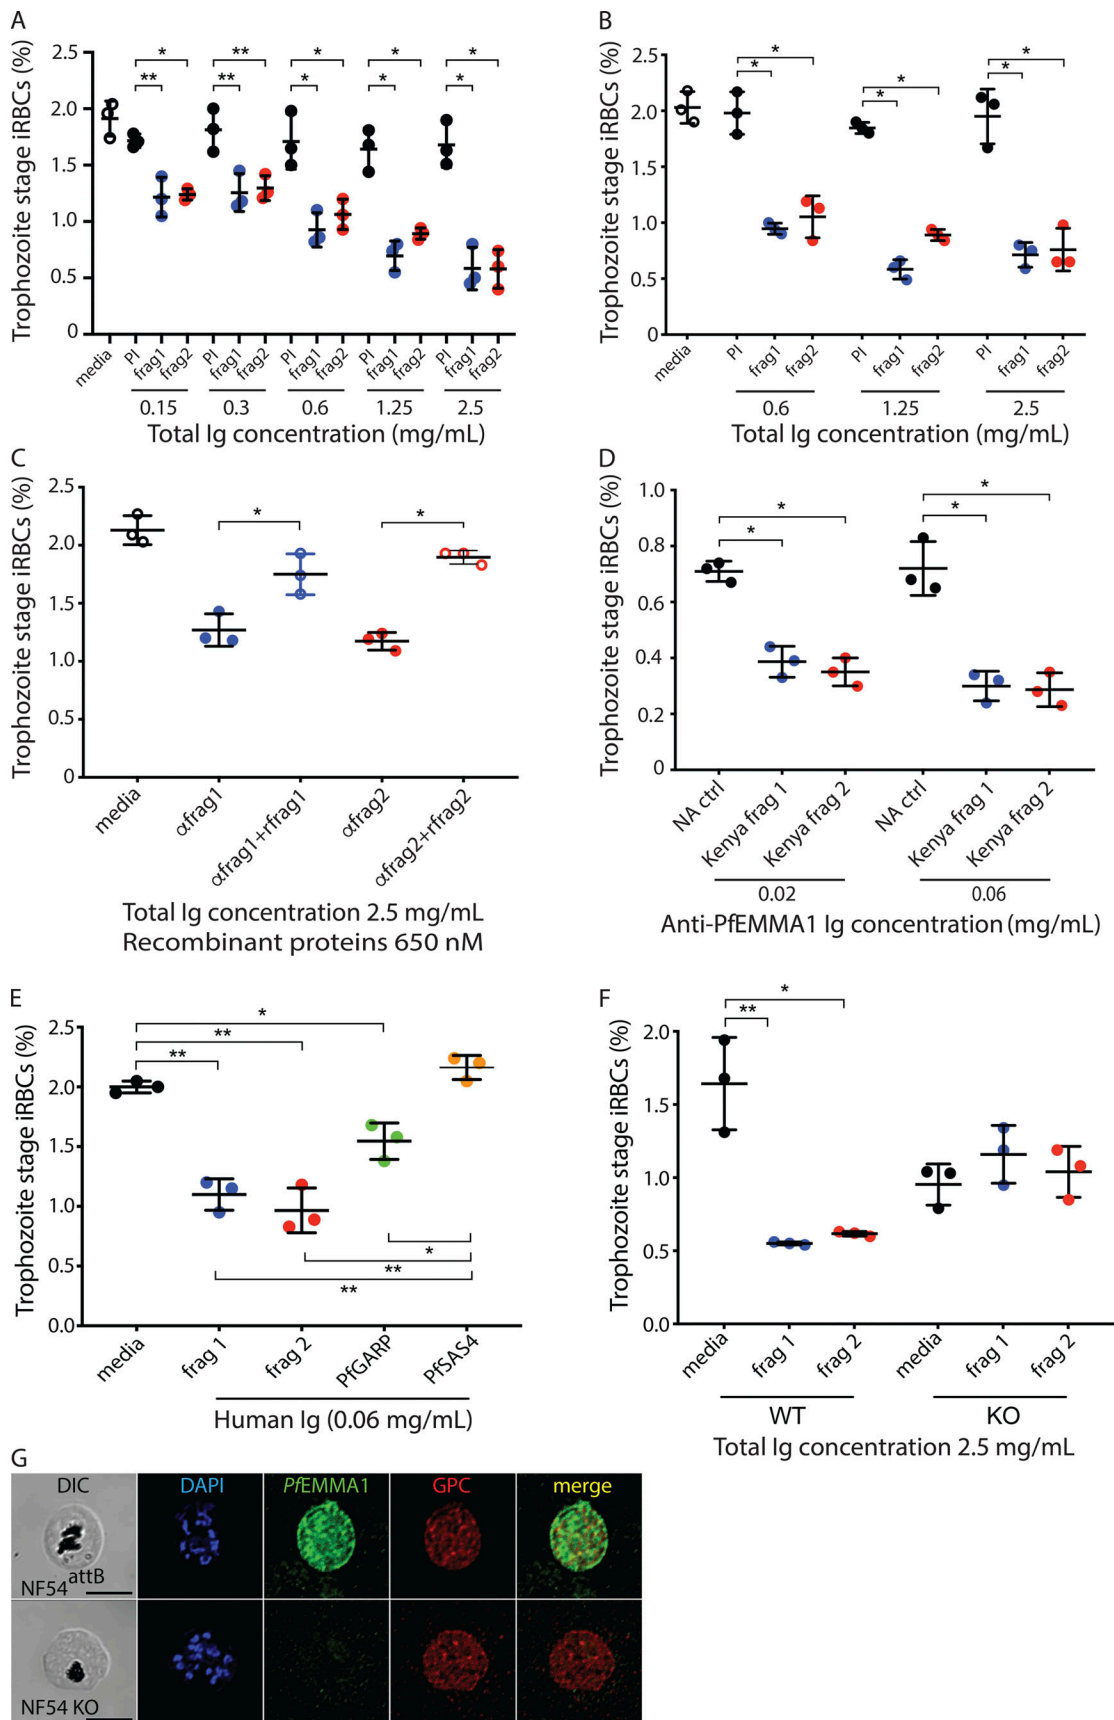 A
Trophozoite stage iRBCs (%)
2.5
2.0
1.5
1.0
0.5
0
* * * * *
** ** * * *
media PI frag1 frag2 PI frag1 frag2 PI frag1 frag2 PI frag1 frag2 PI frag1 frag2
0.15 0.3 0.6 1.25 2.5
Total Ig concentration (mg/mL)
B
Trophozoite stage iRBCs (%)
2.5
2.0
1.5
1.0
0.5
0
* * *
* * *
media PI frag1 frag2 PI frag1 frag2 PI frag1 frag2
0.6 1.25 2.5
Total Ig concentration (mg/mL)
C
Trophozoite stage iRBCs (%)
2.5
2.0
1.5
1.0
0.5
0
* *
media αfrag1 αfrag1+rfrag1 αfrag2 αfrag2+rfrag2
Total Ig concentration 2.5 mg/mL
Recombinant proteins 650 nM
D
Trophozoite stage iRBCs (%)
1.0
0.8
0.6
0.4
0.2
0
* *
* *
NA ctrl Kenya frag 1 Kenya frag 2 NA ctrl Kenya frag 1 Kenya frag 2
0.02 0.06
Anti-PfEMMA1 Ig concentration (mg/mL)
E
Trophozoite stage iRBCs (%)
2.5
2.0
1.5
1.0
0.5
0.0
*
**
**
*
**
**
media frag 1 frag 2 PfGARP PfSAS4
Human Ig (0.06 mg/mL)
F
Trophozoite stage iRBCs (%)
2.0
1.5
1.0
0.5
0.0
*
**
media frag 1 frag 2 media frag 1 frag 2
WT KO
Total Ig concentration 2.5 mg/mL
G
DIC DAPI PfEMMA1 GPC merge
NF54attB
NF54 KO